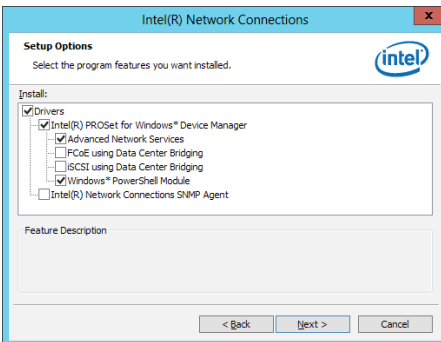 Intel(R) Network Connections
x
Setup Options
Select the program features you want installed.
intel
Install:
Drivers
Intel(R) PROSet for Windows* Device Manager
Advanced Network Services
FCoE using Data Center Bridging
iSCSI using Data Center Bridging
Windows* PowerShell Module
Intel(R) Network Connections SNMP Agent
Feature Description
< Back Next > Cancel